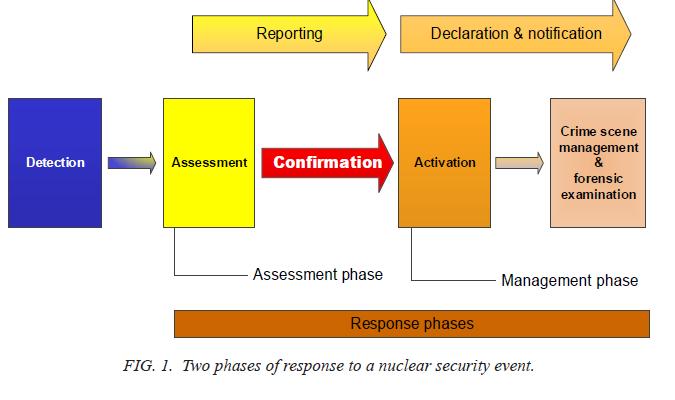 Reporting
Declaration & notification
Detection
Assessment
Confirmation
Activation
Crime scene
management
&
forensic
examination
Assessment phase
Management phase
Response phases
FIG. 1. Two phases of response to a nuclear security event.